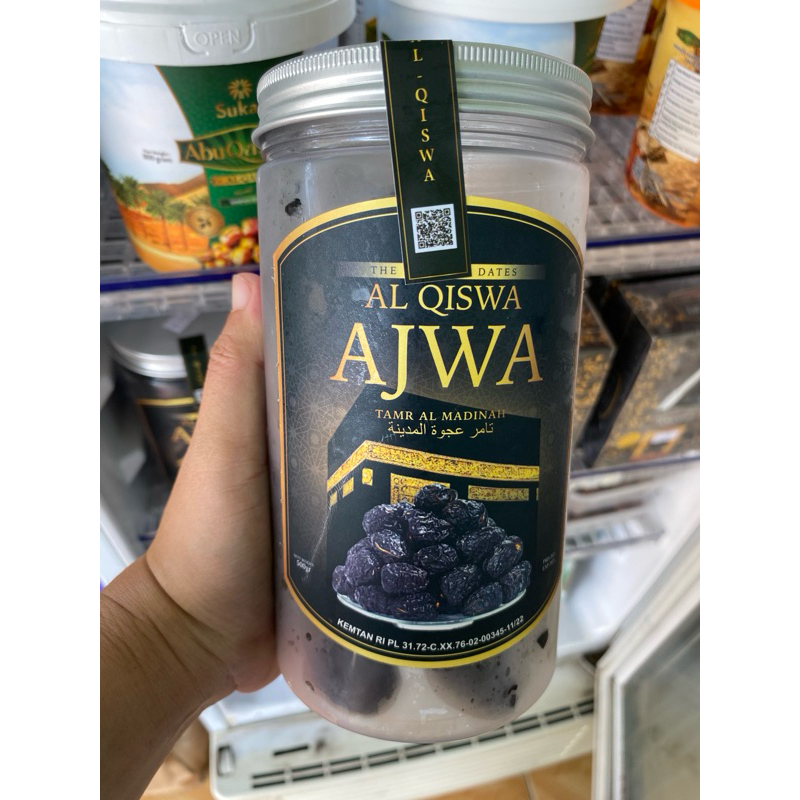 OPEN
Suka
AbuQ
AL-QISWA
THE
DATES
AL QISWA
AJWA
TAMR AL MADINAH
تامر عجوة المدينة
500gr
KEMTAN RI PL 31.72-C.XX.76-02-00345-11/22